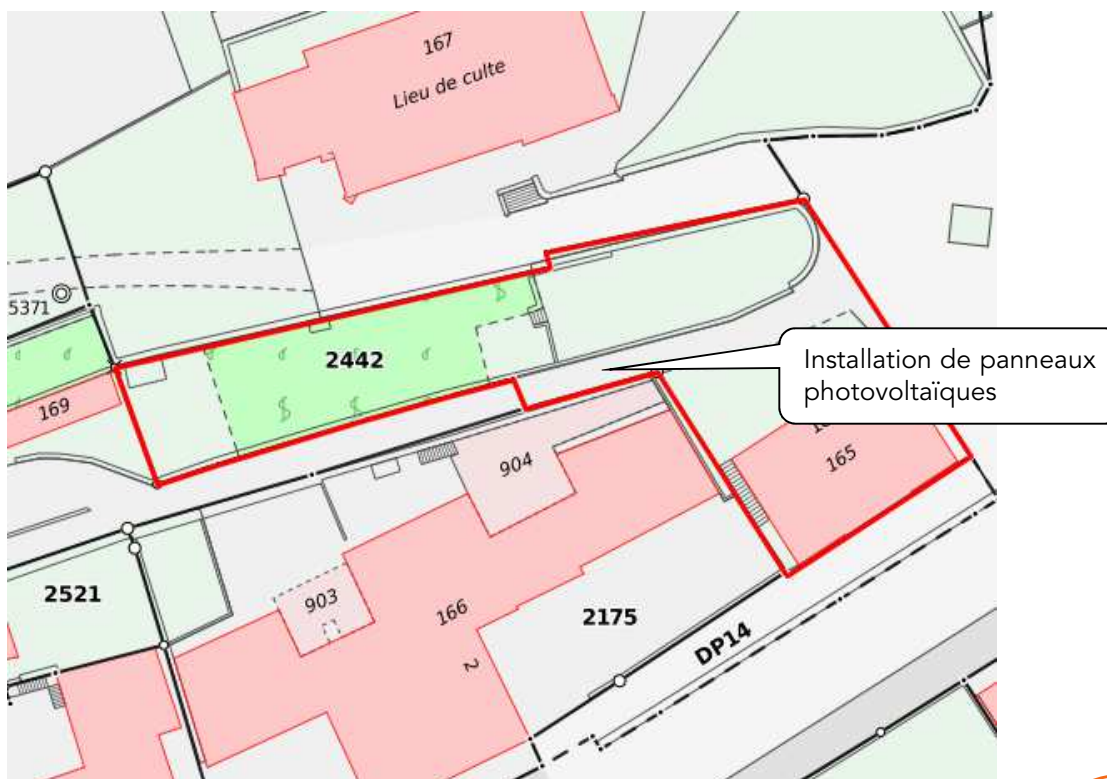 167
Lieu de culte
5371
2442
169
Installation de panneaux
photovoltaïques
165
904
2521
903
166
2175
2
DP14